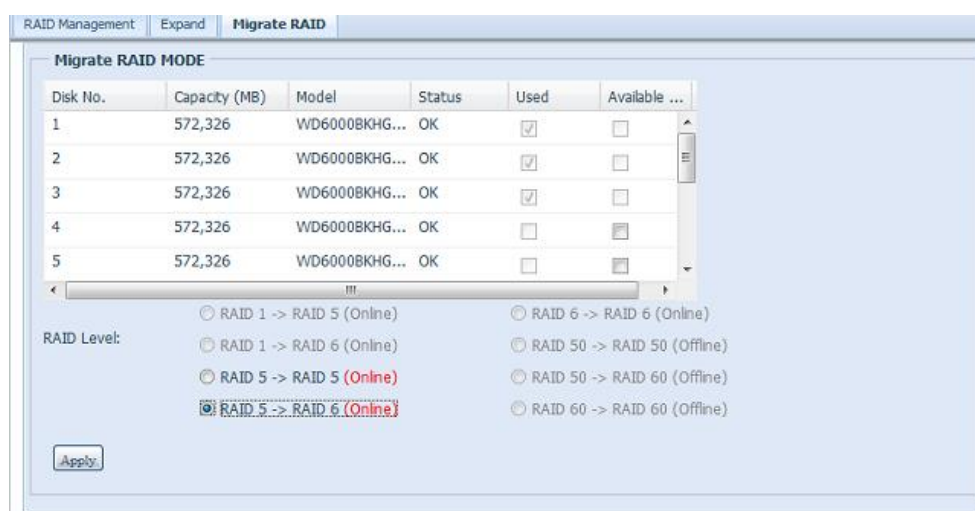 RAID Management Expand Migrate RAID
Migrate RAID MODE
Disk No. Capacity (MB) Model Status Used Available ...
1 572,326 WD6000BKHG... OK
2 572,326 WD6000BKHG... OK
3 572,326 WD6000BKHG... OK
4 572,326 WD6000BKHG... OK
5 572,326 WD6000BKHG... OK
RAID 1 -> RAID 5 (Online) RAID 6 -> RAID 6 (Online)
RAID Level:
RAID 1 -> RAID 6 (Online) RAID 50 -> RAID 50 (Offline)
RAID 5 -> RAID 5 (Online) RAID 50 -> RAID 60 (Offline)
RAID 5 -> RAID 6 (Online) RAID 60 -> RAID 60 (Offline)
Apply